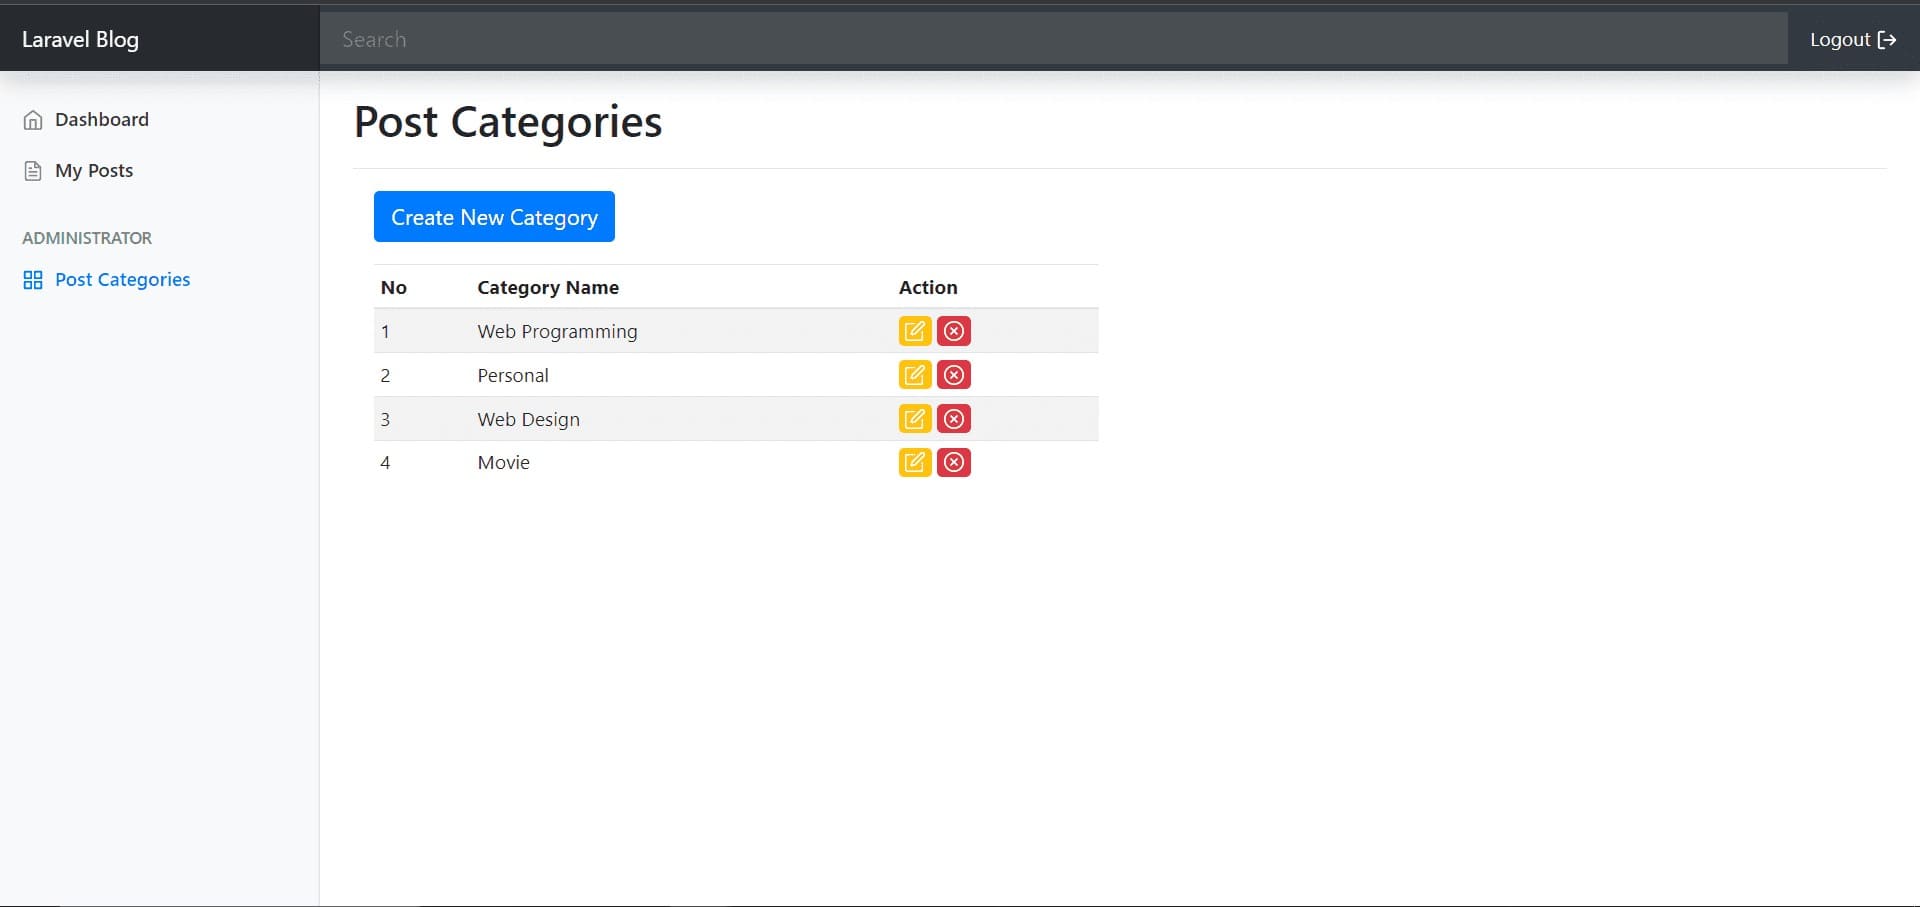 Laravel Blog
Search
Logout
Dashboard
My Posts
ADMINISTRATOR
Post Categories
Post Categories
Create New Category
No Category Name Action
1 Web Programming
2 Personal
3 Web Design
4 Movie